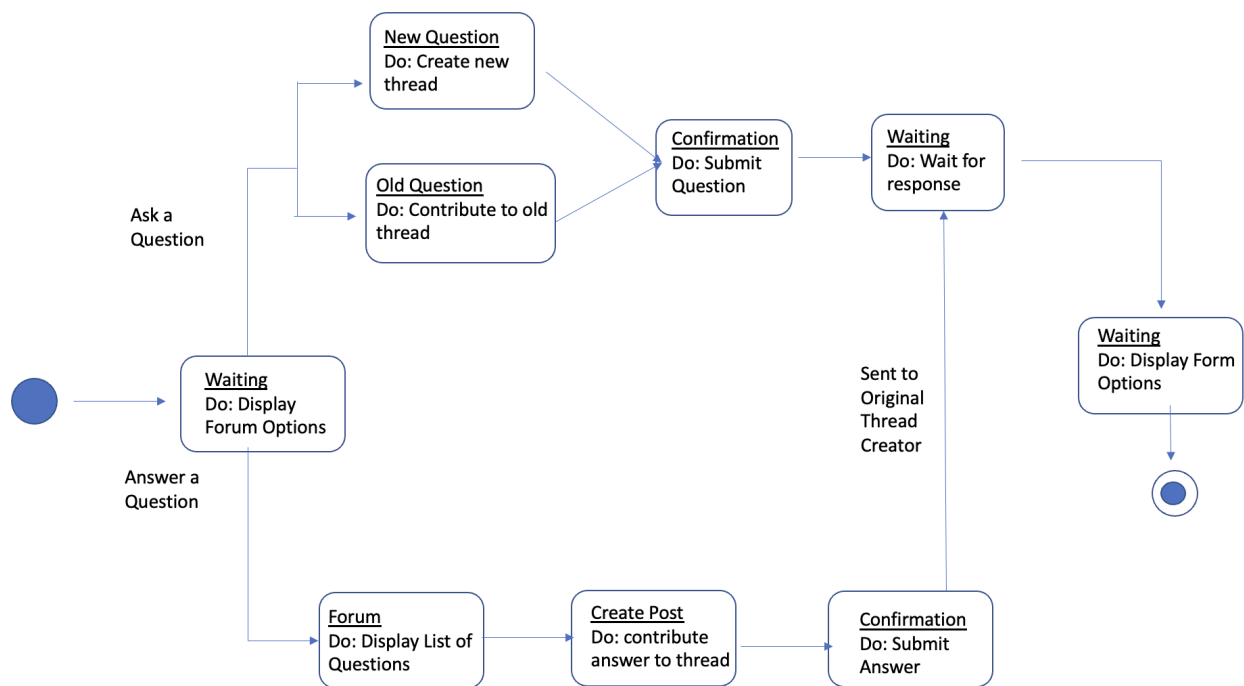 New Question
Do: Create new
thread
Old Question
Do: Contribute to old
thread
Confirmation
Do: Submit
Question
Waiting
Do: Wait for
response
Ask a
Question
Waiting
Do: Display
Forum Options
Answer a
Question
Sent to
Original
Thread
Creator
Waiting
Do: Display Form
Options
Forum
Do: Display List of
Questions
Create Post
Do: contribute
answer to thread
Confirmation
Do: Submit
Answer